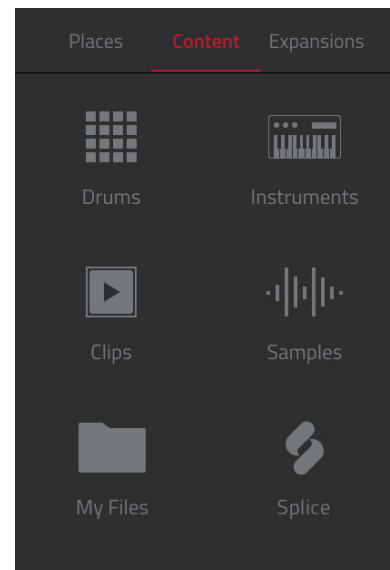 Places Content Expansions
Drums Instruments
Clips Samples
My Files Splice